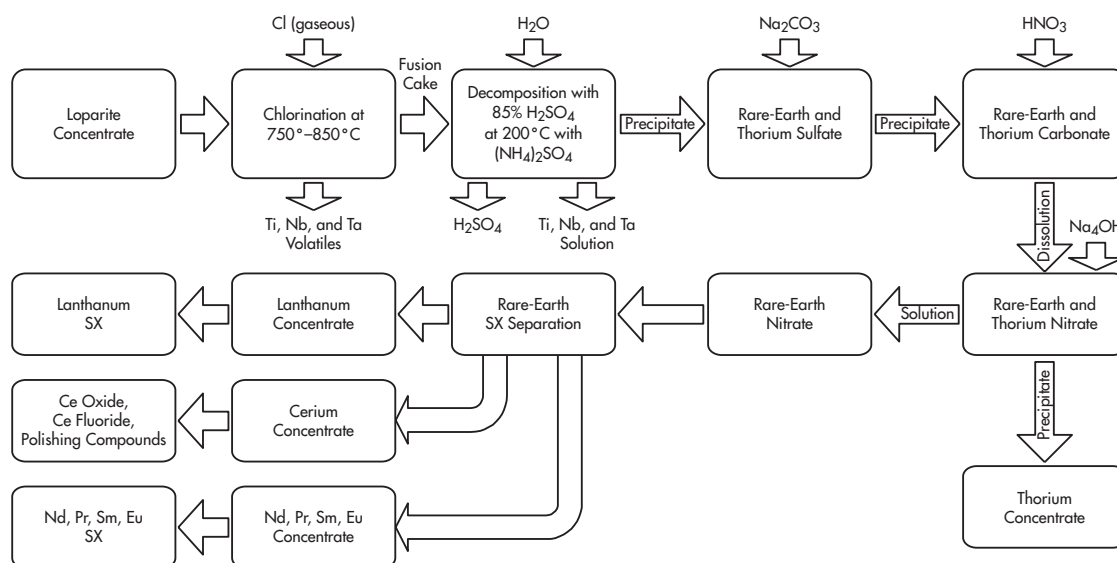 Cl (gaseous)
H2O
Na2CO3
HNO3
Loparite
Concentrate
Chlorination at
750°–850°C
Fusion
Cake
Decomposition with
85% H2SO4
at 200°C with
(NH4)2SO4
Precipitate
Rare-Earth and
Thorium Sulfate
Precipitate
Rare-Earth and
Thorium Carbonate
Ti, Nb, and Ta
Volatiles
H2SO4
Ti, Nb, and Ta
Solution
Dissolution
Na4OH
Lanthanum
SX
Lanthanum
Concentrate
Rare-Earth
SX Separation
Rare-Earth
Nitrate
Solution
Rare-Earth and
Thorium Nitrate
Ce Oxide,
Ce Fluoride,
Polishing Compounds
Cerium
Concentrate
Precipitate
Nd, Pr, Sm, Eu
SX
Nd, Pr, Sm, Eu
Concentrate
Thorium
Concentrate